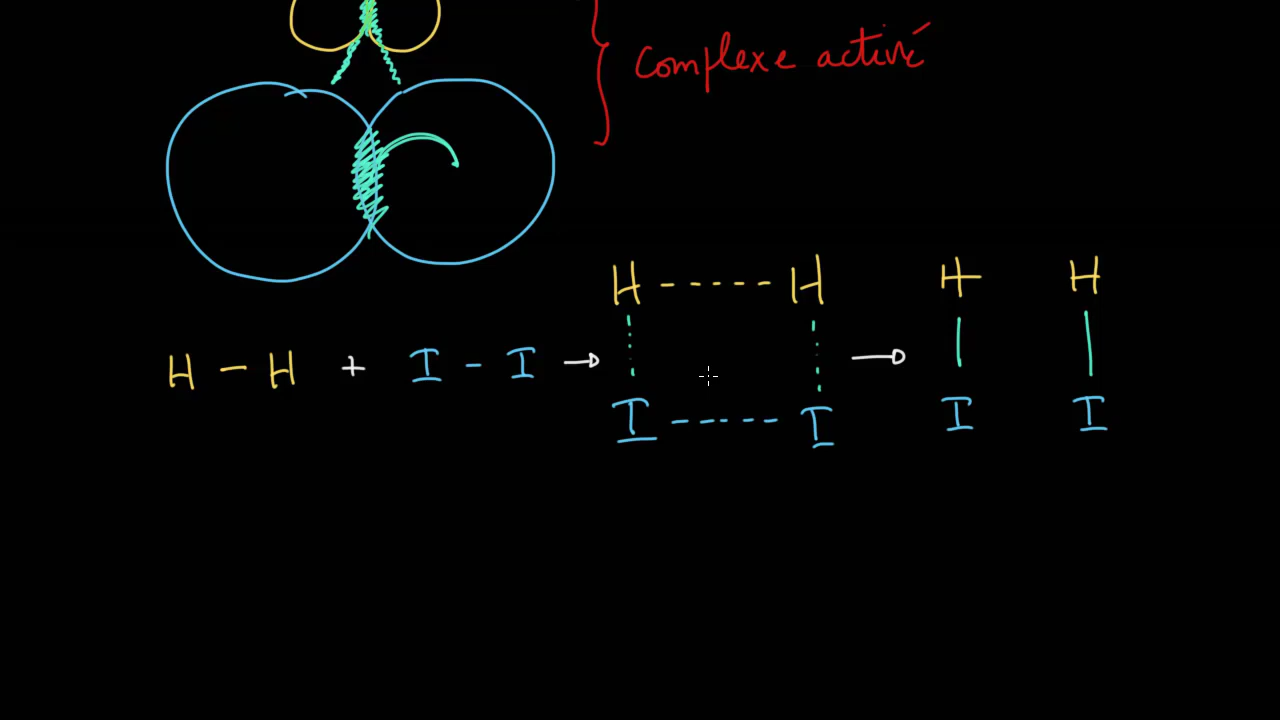 Complexe activé
H ----- H    H    H
H - H + I - I → → 
I ----- I    I    I